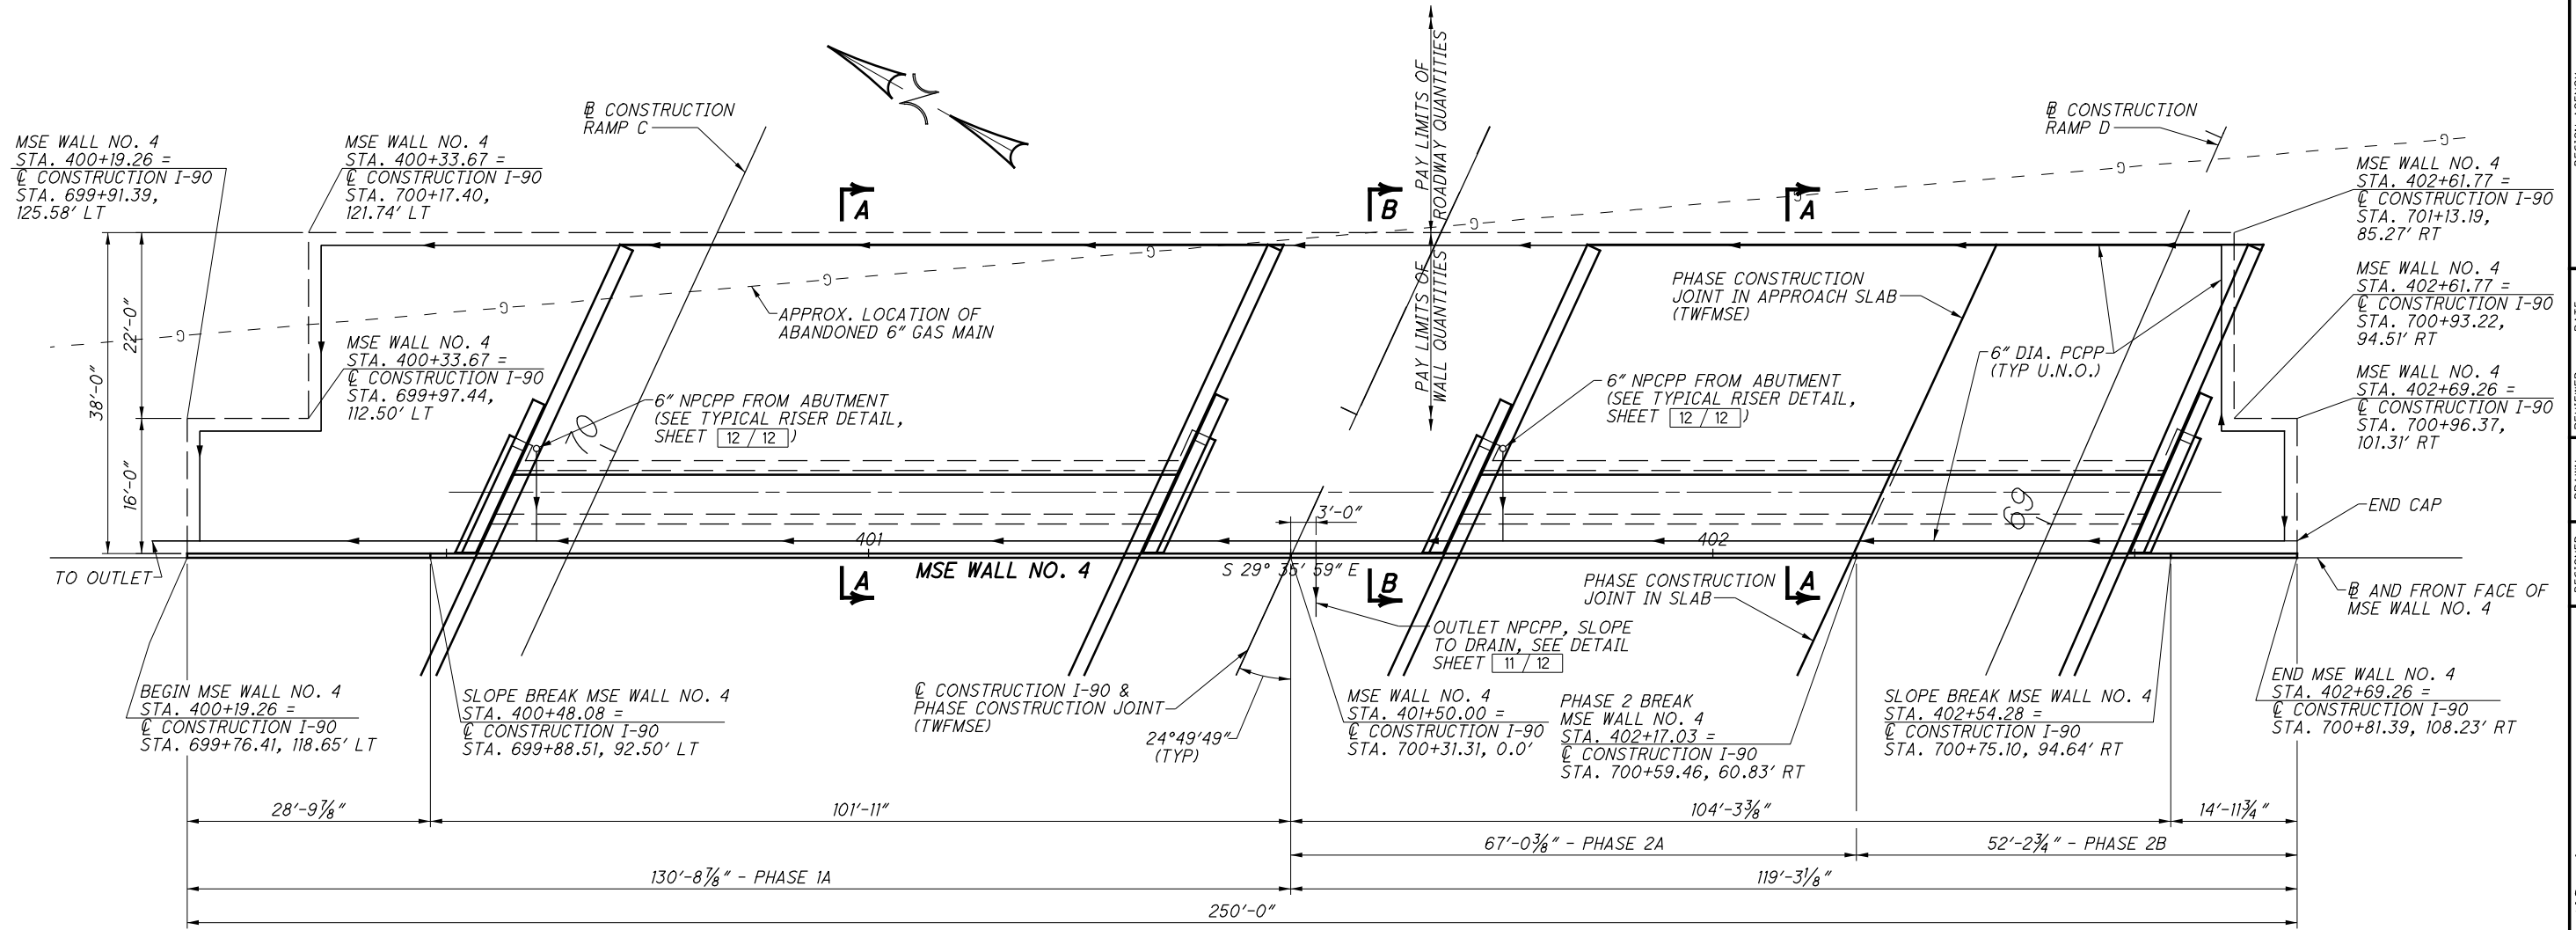 MSE WALL NO. 4
STA. 400+19.26 =
℄ CONSTRUCTION I-90
STA. 699+91.39,
125.58' LT
MSE WALL NO. 4
STA. 400+33.67 =
℄ CONSTRUCTION I-90
STA. 700+17.40,
121.74' LT
B CONSTRUCTION
RAMP C
A
B
A
PAY LIMITS OF
ROADWAY QUANTITIES
PAY LIMITS OF
WALL QUANTITIES
B CONSTRUCTION
RAMP D
MSE WALL NO. 4
STA. 402+61.77 =
℄ CONSTRUCTION I-90
STA. 701+13.19,
85.27' RT
MSE WALL NO. 4
STA. 402+61.77 =
℄ CONSTRUCTION I-90
STA. 700+93.22,
94.51' RT
MSE WALL NO. 4
STA. 402+69.26 =
℄ CONSTRUCTION I-90
STA. 700+96.37,
101.31' RT
G G G G G G G G
38'-0"
22'-0"
16'-0"
MSE WALL NO. 4
STA. 400+33.67 =
℄ CONSTRUCTION I-90
STA. 699+97.44,
112.50' LT
APPROX. LOCATION OF
ABANDONED 6" GAS MAIN
6" NPCPP FROM ABUTMENT
(SEE TYPICAL RISER DETAIL,
SHEET 12 / 12 )
70
PHASE CONSTRUCTION
JOINT IN APPROACH SLAB
(TWFMSE)
6" NPCPP FROM ABUTMENT
(SEE TYPICAL RISER DETAIL,
SHEET 12 / 12 )
6" DIA. PCPP
(TYP U.N.O.)
69
END CAP
3'-0"
401
402
TO OUTLET
MSE WALL NO. 4
S 29° 35' 59" E
A
B
A
PHASE CONSTRUCTION
JOINT IN SLAB
B AND FRONT FACE OF
MSE WALL NO. 4
OUTLET NPCPP, SLOPE
TO DRAIN, SEE DETAIL
SHEET 11 / 12
BEGIN MSE WALL NO. 4
STA. 400+19.26 =
℄ CONSTRUCTION I-90
STA. 699+76.41, 118.65' LT
SLOPE BREAK MSE WALL NO. 4
STA. 400+48.08 =
℄ CONSTRUCTION I-90
STA. 699+88.51, 92.50' LT
℄ CONSTRUCTION I-90 &
PHASE CONSTRUCTION JOINT
(TWFMSE)
24°49'49"
(TYP)
MSE WALL NO. 4
STA. 401+50.00 =
℄ CONSTRUCTION I-90
STA. 700+31.31, 0.0'
PHASE 2 BREAK
MSE WALL NO. 4
STA. 402+17.03 =
℄ CONSTRUCTION I-90
STA. 700+59.46, 60.83' RT
SLOPE BREAK MSE WALL NO. 4
STA. 402+54.28 =
℄ CONSTRUCTION I-90
STA. 700+75.10, 94.64' RT
END MSE WALL NO. 4
STA. 402+69.26 =
℄ CONSTRUCTION I-90
STA. 700+81.39, 108.23' RT
28'-9⅞"
101'-11"
104'-3⅜"
14'-11¾"
67'-0⅜" - PHASE 2A
52'-2¾" - PHASE 2B
130'-8⅞" - PHASE 1A
119'-3⅛"
250'-0"